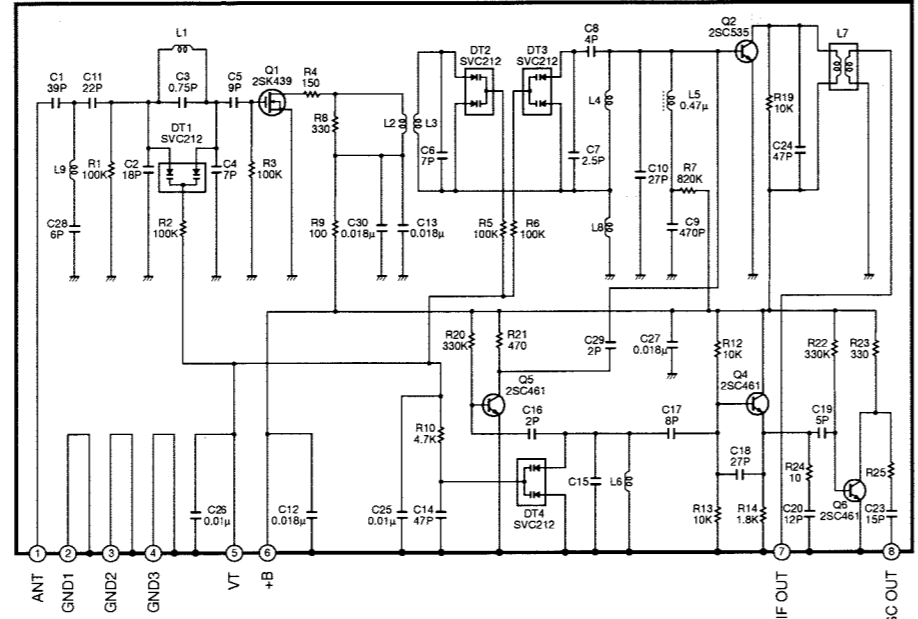 L1
C1
39P
C11
22P
C3
0.75P
C5
9P
Q1
2SK439
R4
150
DT1
SVC212
L9
C28
6P
R1
100K
C2
18P
C4
7P
R3
100K
R2
100K
R8
330
R9
100
C30
0.018μ
C13
0.018μ
L2
L3
C6
7P
DT2
SVC212
DT3
SVC212
R5
100K
R6
100K
C8
4P
C7
2.5P
L4
L8
C10
27P
L5
0.47μ
R7
820K
C9
470P
Q2
2SC535
R19
10K
C24
47P
L7
R20
330K
R21
470
C29
2P
C27
0.018μ
R12
10K
R22
330K
R23
330
Q5
2SC461
Q4
2SC461
C16
2P
C17
8P
C19
5P
R10
4.7K
C18
27P
R24
10
R25
DT4
SVC212
C15
L6
Q6
2SC461
C26
0.01μ
C12
0.018μ
C25
0.01μ
C14
47P
R13
10K
R14
1.8K
C20
12P
C23
15P
1
2
3
4
5
6
7
8
ANT
GND1
GND2
GND3
VT
+B
IF OUT
SC OUT